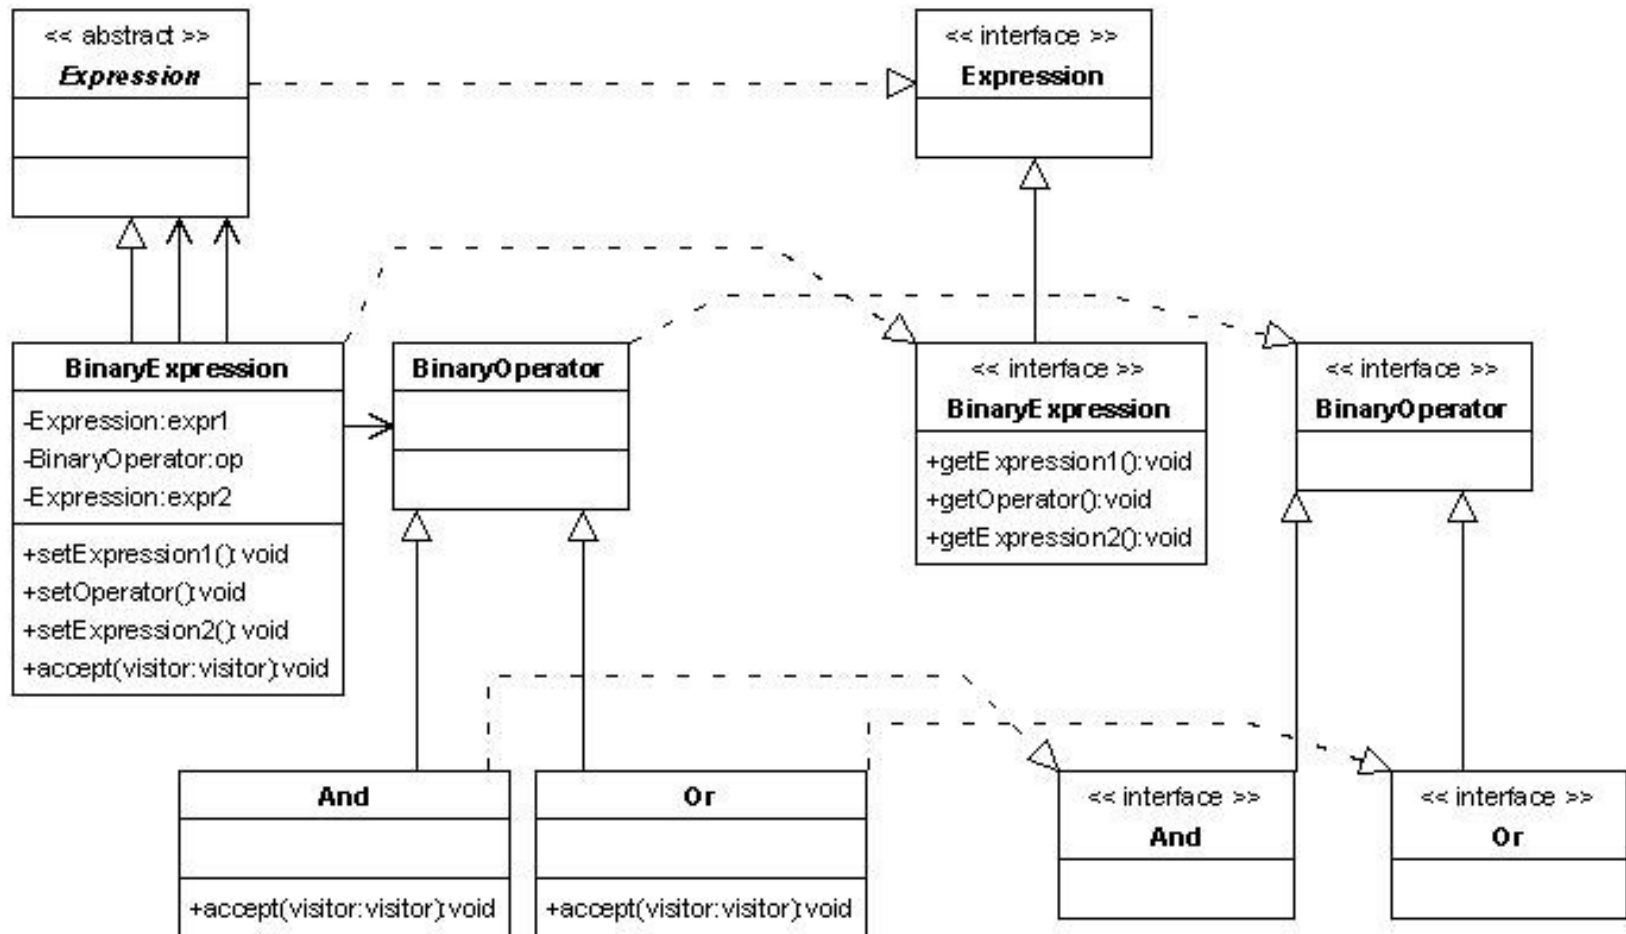 << abstract >>
Expression
<< interface >>
Expression
BinaryExpression
-Expression:expr1
-BinaryOperator:op
-Expression:expr2
+setExpression1():void
+setOperator():void
+setExpression2():void
+accept(visitor:visitor):void
BinaryOperator
<< interface >>
BinaryExpression
+getExpression1():void
+getOperator():void
+getExpression2():void
<< interface >>
BinaryOperator
And
+accept(visitor:visitor):void
Or
+accept(visitor:visitor):void
<< interface >>
And
<< interface >>
Or